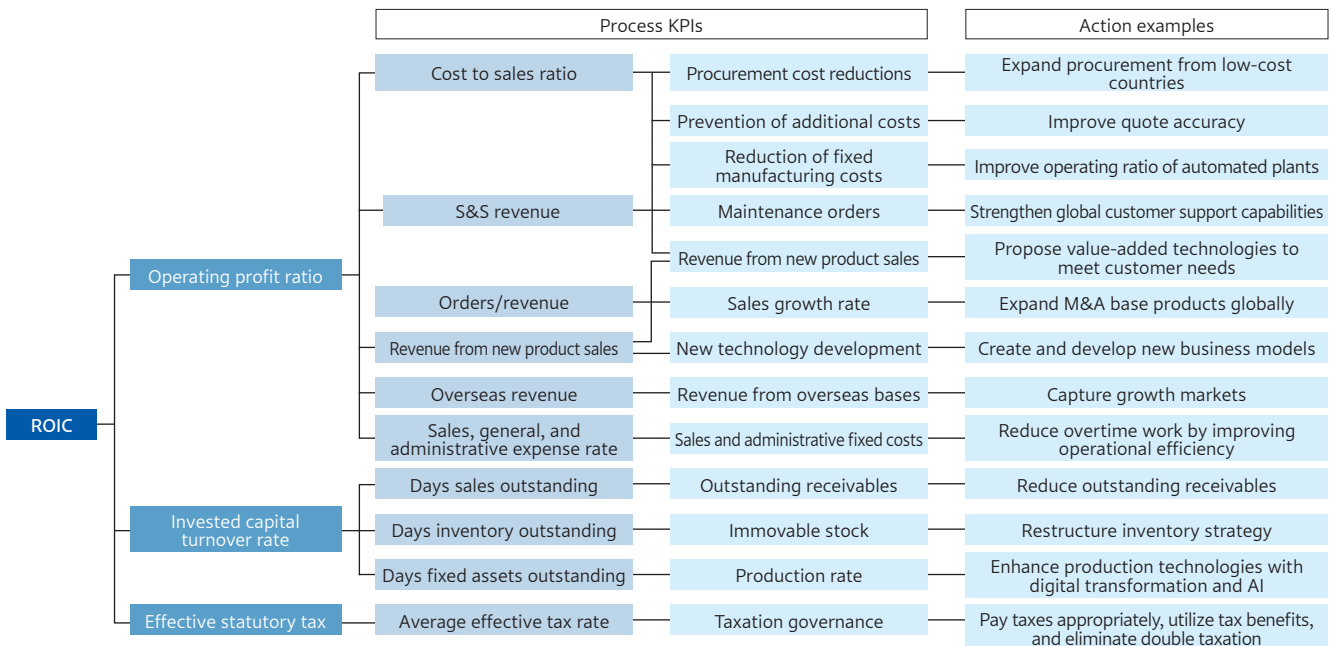 Process KPIs
Action examples
Cost to sales ratio
Procurement cost reductions
Expand procurement from low-cost
countries
Prevention of additional costs
Improve quote accuracy
Reduction of fixed
manufacturing costs
Improve operating ratio of automated plants
S&S revenue
Maintenance orders
Strengthen global customer support capabilities
Operating profit ratio
Revenue from new product sales
Propose value-added technologies to
meet customer needs
Orders/revenue
Sales growth rate
Expand M&A base products globally
Revenue from new product sales
New technology development
Create and develop new business models
Overseas revenue
Revenue from overseas bases
Capture growth markets
ROIC
Sales, general, and
administrative expense rate
Sales and administrative fixed costs
Reduce overtime work by improving
operational efficiency
Days sales outstanding
Outstanding receivables
Reduce outstanding receivables
Invested capital
turnover rate
Days inventory outstanding
Immovable stock
Restructure inventory strategy
Days fixed assets outstanding
Production rate
Enhance production technologies with
digital transformation and AI
Effective statutory tax
Average effective tax rate
Taxation governance
Pay taxes appropriately, utilize tax benefits,
and eliminate double taxation